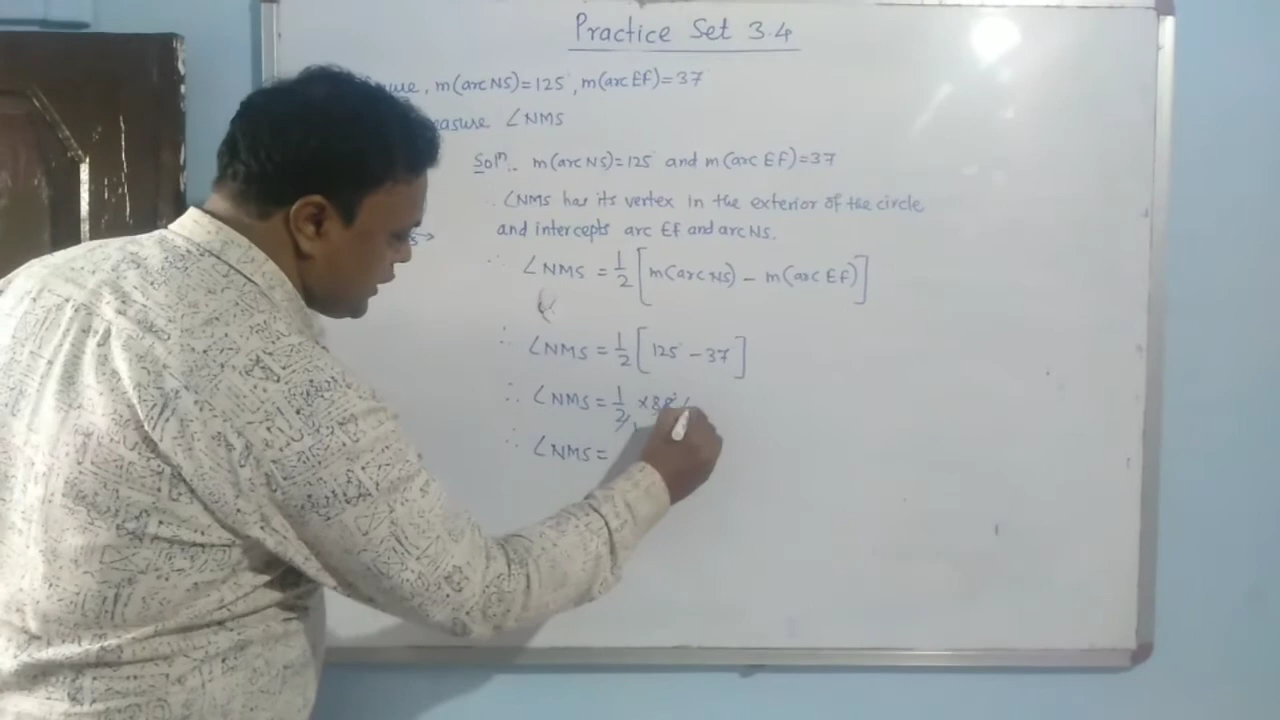 Practice Set 3.4
, m(arc NS)=125°, m(arc EF)=37
∠NMS
Solⁿ:. m(arc NS)=125° and m(arc EF)=37
∴ ∠NMS has its vertex in the exterior of the circle
and intercepts arc EF and arc NS.
∴ ∠NMS = 1/2 [m(arc NS) - m(arc EF)]
∴ ∠NMS = 1/2 [125° - 37]
∴ ∠NMS = 1/2 × 88°
∴ ∠NMS =